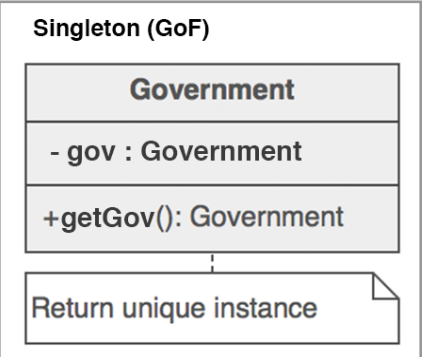 Singleton (GoF)
Government
- gov : Government
+getGov(): Government
Return unique instance